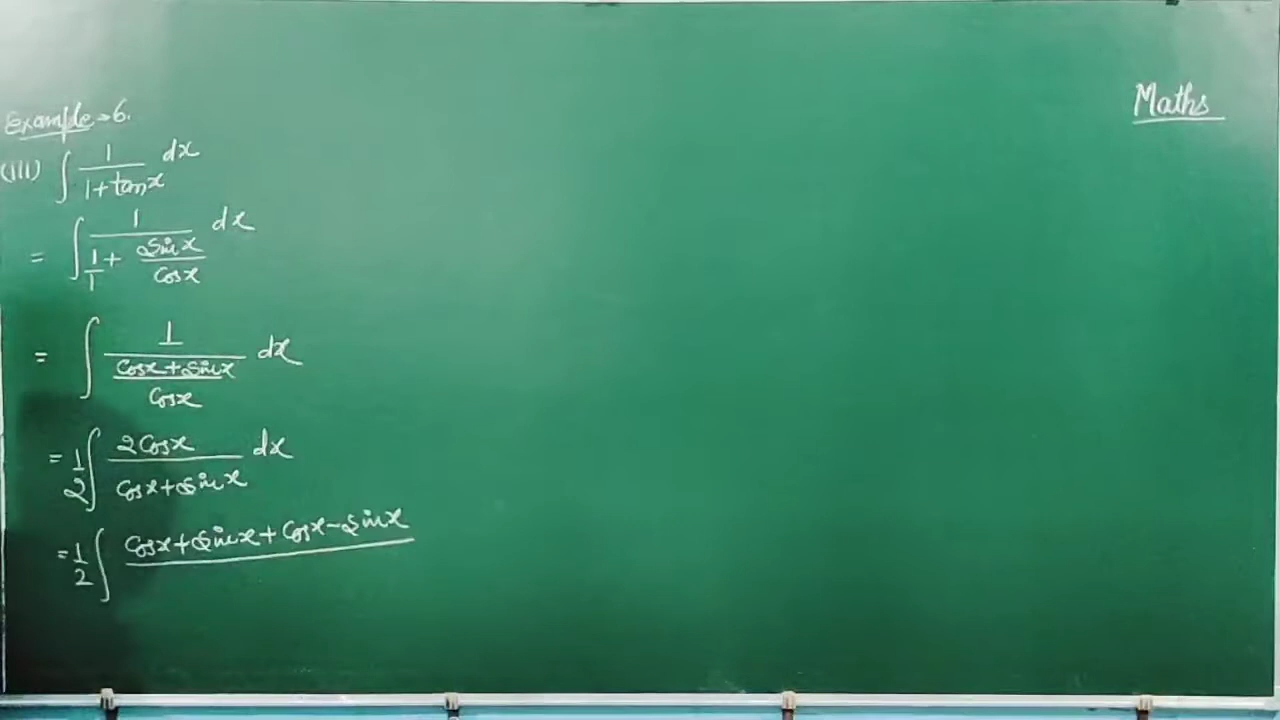 Maths
Example→6.
(iii) ∫ 1/(1+tanx) dx
= ∫ 1/(1/1 + Sinx/Cosx) dx
= ∫ 1/((Cosx+Sinx)/Cosx) dx
= 1/2 ∫ 2Cosx/(Cosx+Sinx) dx
= 1/2 ∫ Cosx+Sinx+Cosx-Sinx